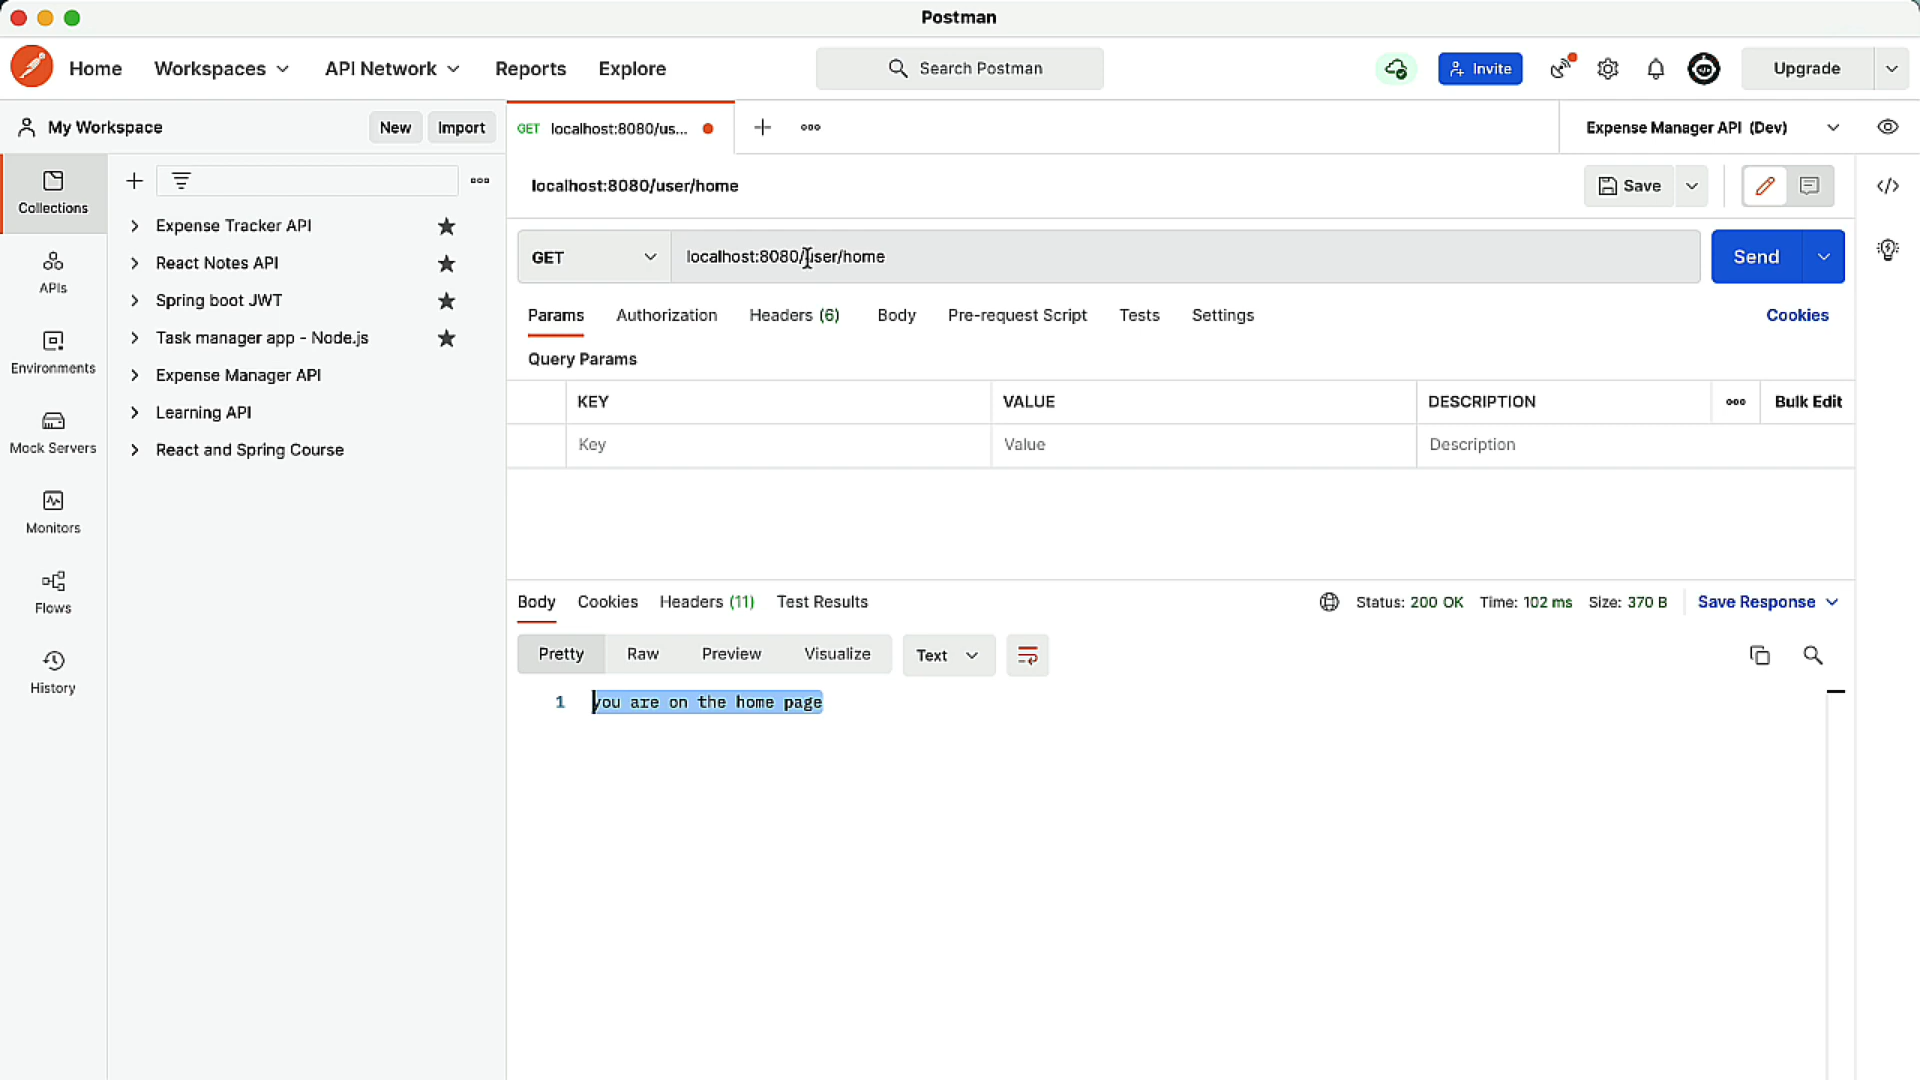 Postman
Home Workspaces API Network Reports Explore Search Postman Invite Upgrade
My Workspace New Import GET localhost:8080/us... Expense Manager API (Dev)
localhost:8080/user/home Save
Collections
Expense Tracker API
React Notes API
Spring boot JWT
Task manager app - Node.js
Expense Manager API
Learning API
React and Spring Course
APIs
Environments
Mock Servers
Monitors
Flows
History
GET localhost:8080/user/home Send
Params Authorization Headers (6) Body Pre-request Script Tests Settings Cookies
Query Params
KEY VALUE DESCRIPTION Bulk Edit
Key Value Description
Body Cookies Headers (11) Test Results Status: 200 OK Time: 102 ms Size: 370 B Save Response
Pretty Raw Preview Visualize Text
1 you are on the home page